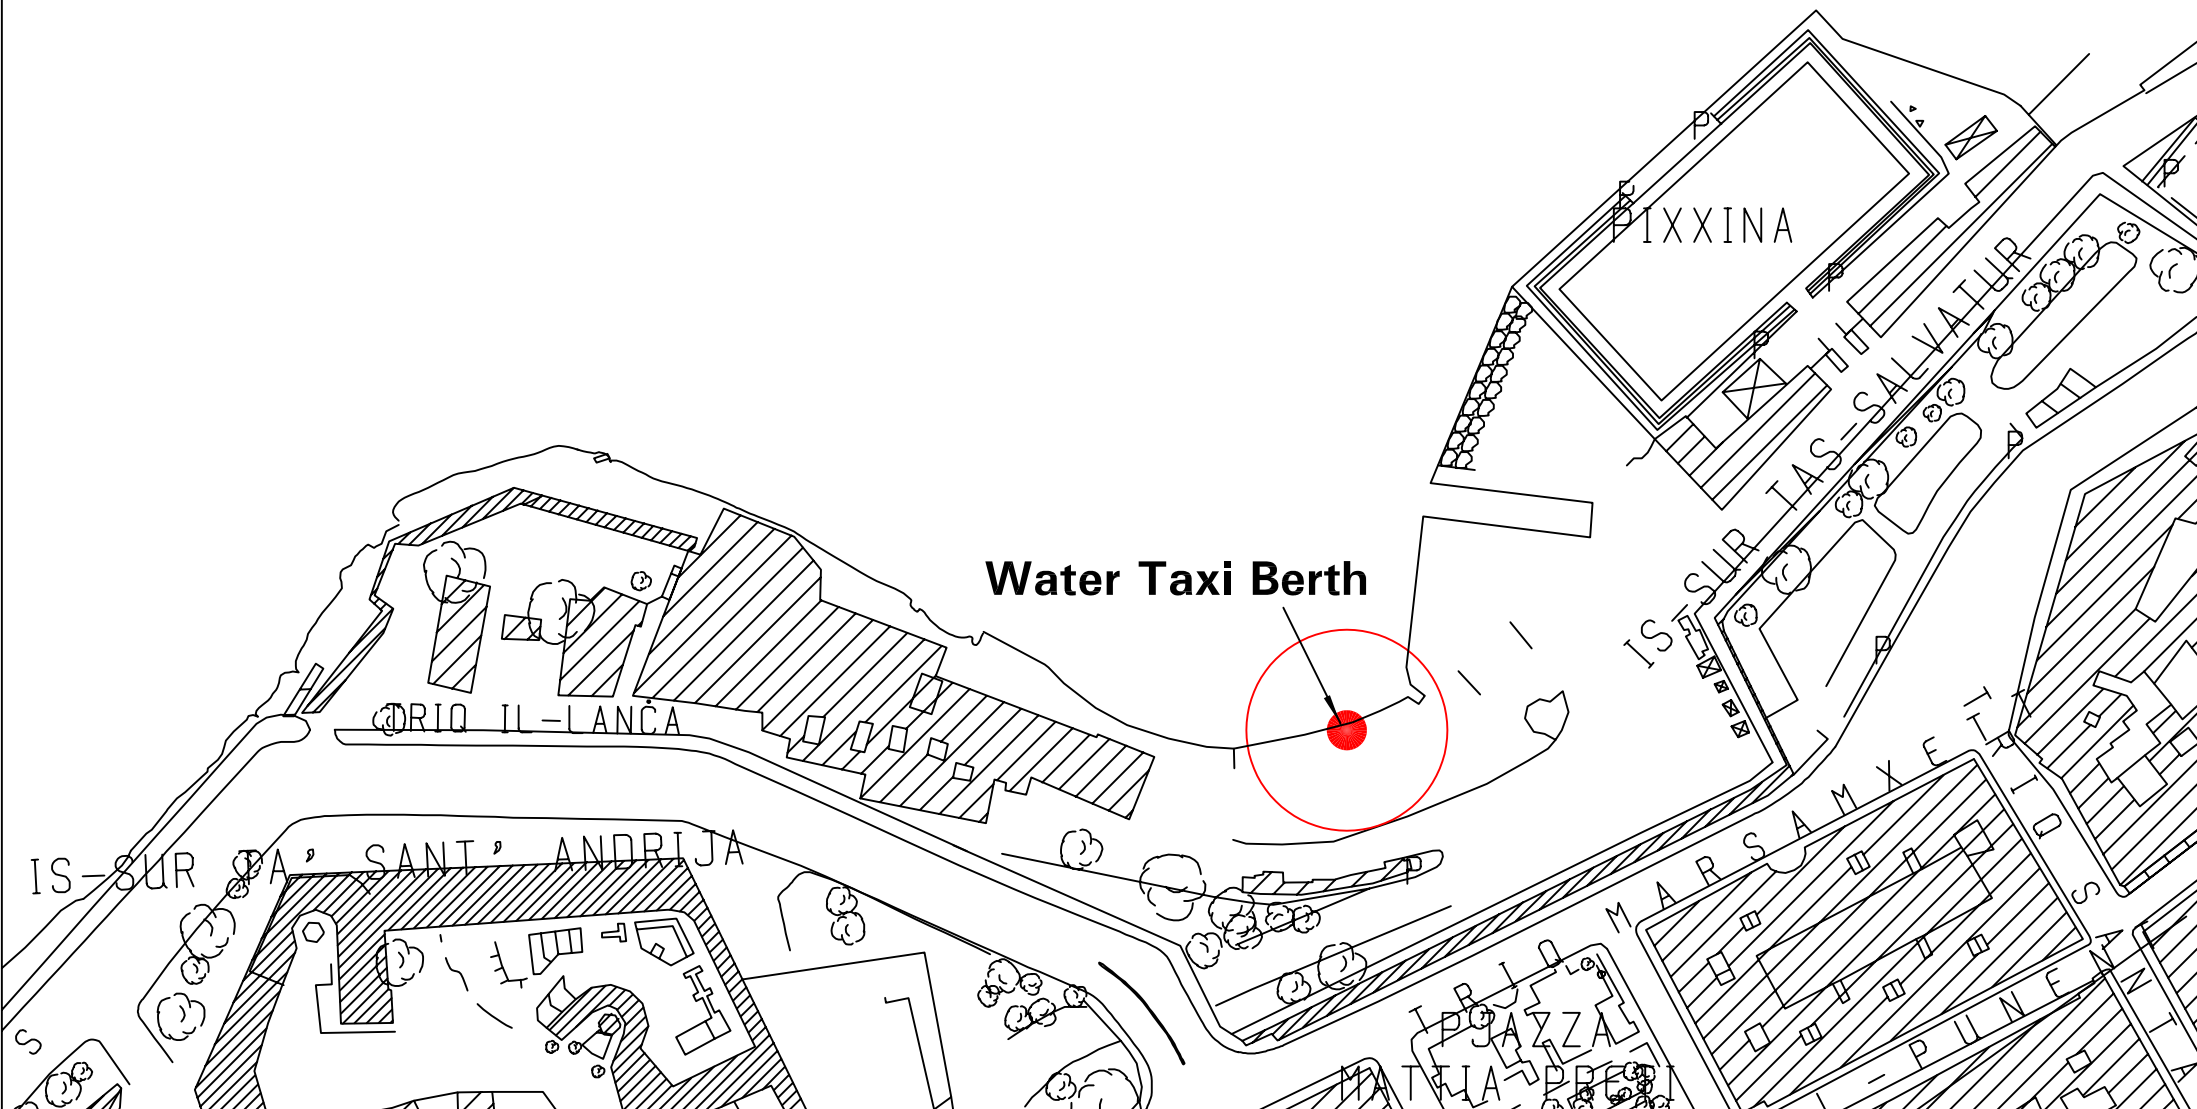 P
P
PIXXINA
P
P
P
IS-SUR TAS-SALVATUR
P
Water Taxi Berth
P
TRIQ IL-LANĊA
IS-SUR TA' SANT' ANDRIJA
P
TRIQ MARSAMXETT
TRIQ SANT
PUNENT
PJAZZA
MATTIA PRETI
S